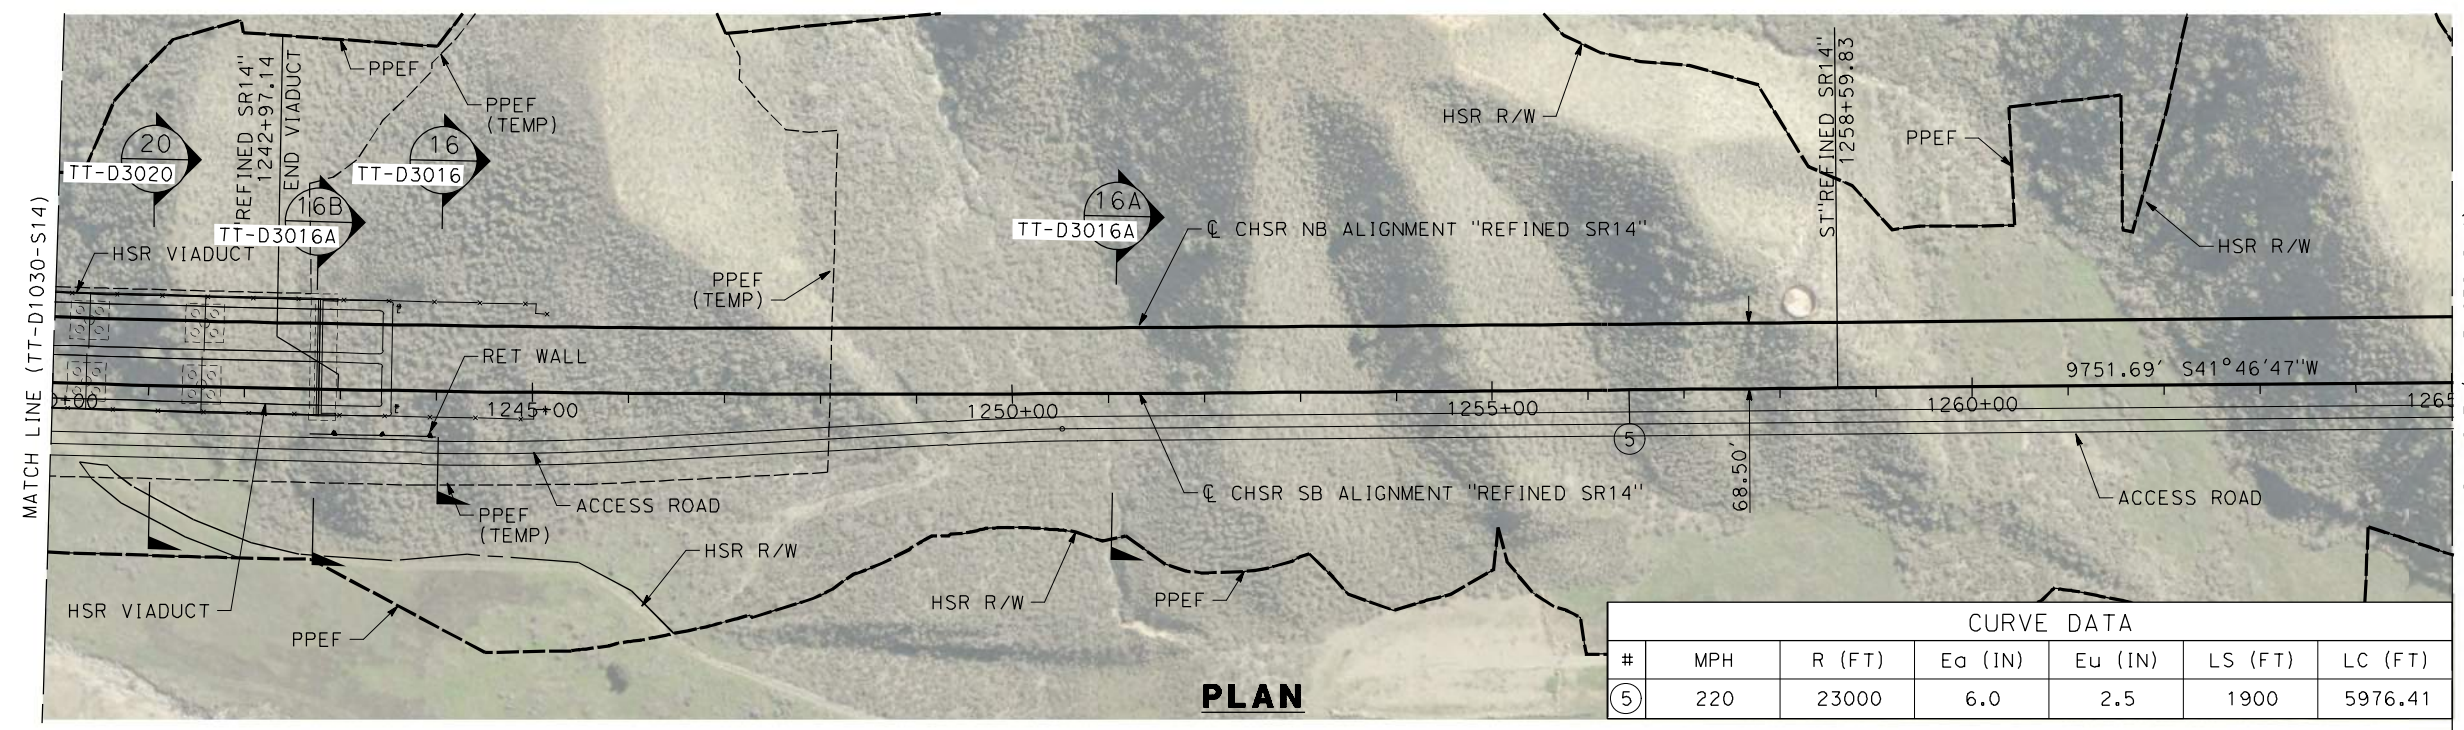 MATCH LINE (TT-D1030-S14)
20
TT-D3020
"REFINED SR14"
1242+97.14
END VIADUCT
PPEF
PPEF
(TEMP)
16
TT-D3016
16B
TT-D3016A
HSR VIADUCT
16A
TT-D3016A
℄ CHSR NB ALIGNMENT "REFINED SR14"
PPEF
(TEMP)
HSR R/W
ST"REFINED SR14"
1258+59.83
PPEF
HSR R/W
RET WALL
9751.69' S41°46'47"W
0+00
1245+00
1250+00
1255+00
1260+00
1265
5
68.50'
℄ CHSR SB ALIGNMENT "REFINED SR14"
ACCESS ROAD
ACCESS ROAD
PPEF
(TEMP)
HSR R/W
HSR VIADUCT
PPEF
HSR R/W
PPEF
PLAN
CURVE DATA
# MPH R (FT) Ea (IN) Eu (IN) LS (FT) LC (FT)
5 220 23000 6.0 2.5 1900 5976.41